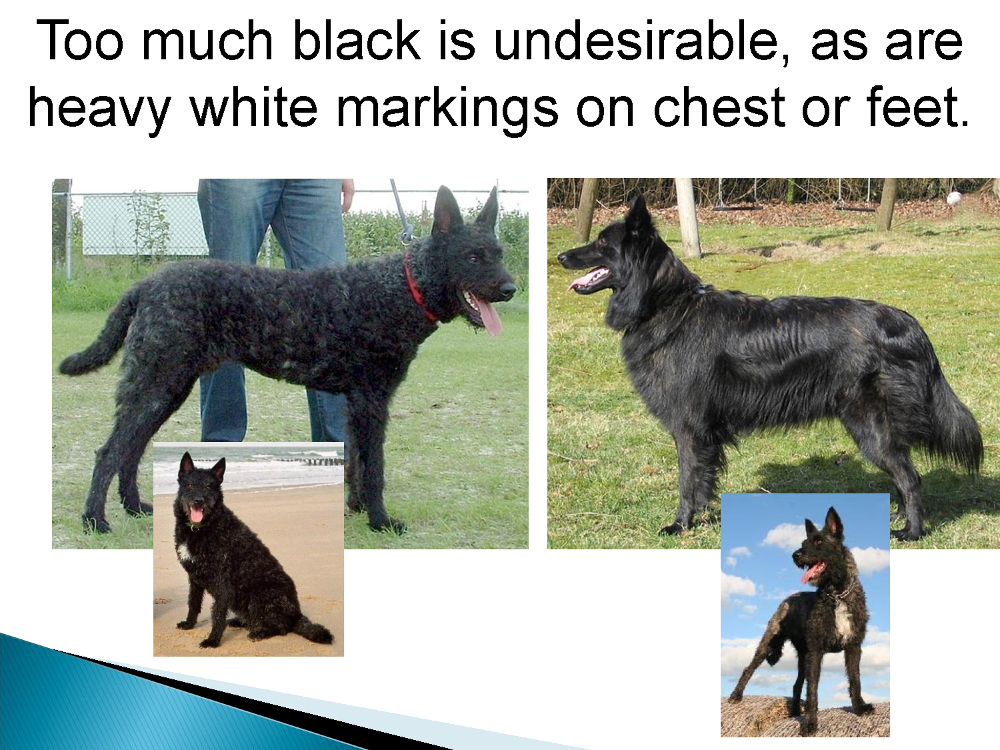 Too much black is undesirable, as are
heavy white markings on chest or feet.